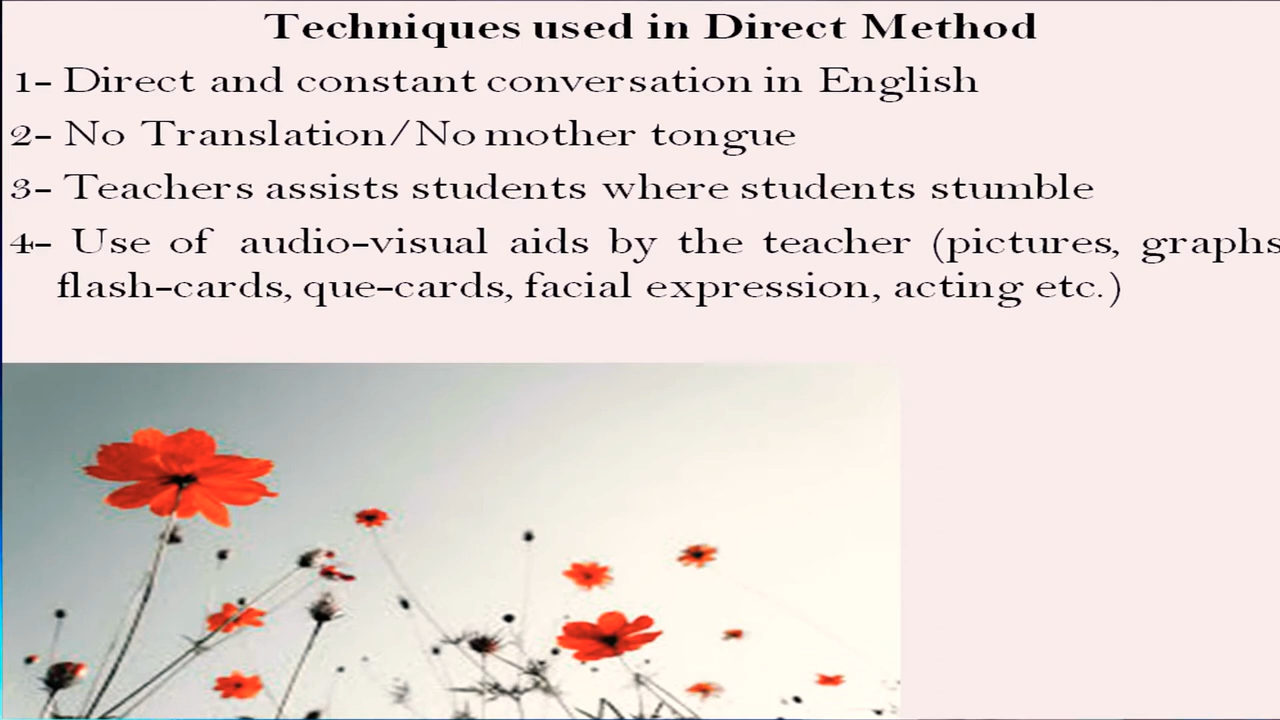 Techniques used in Direct Method
1- Direct and constant conversation in English
2- No Translation/No mother tongue
3- Teachers assists students where students stumble
4- Use of audio-visual aids by the teacher (pictures, graphs
flash-cards, que-cards, facial expression, acting etc.)